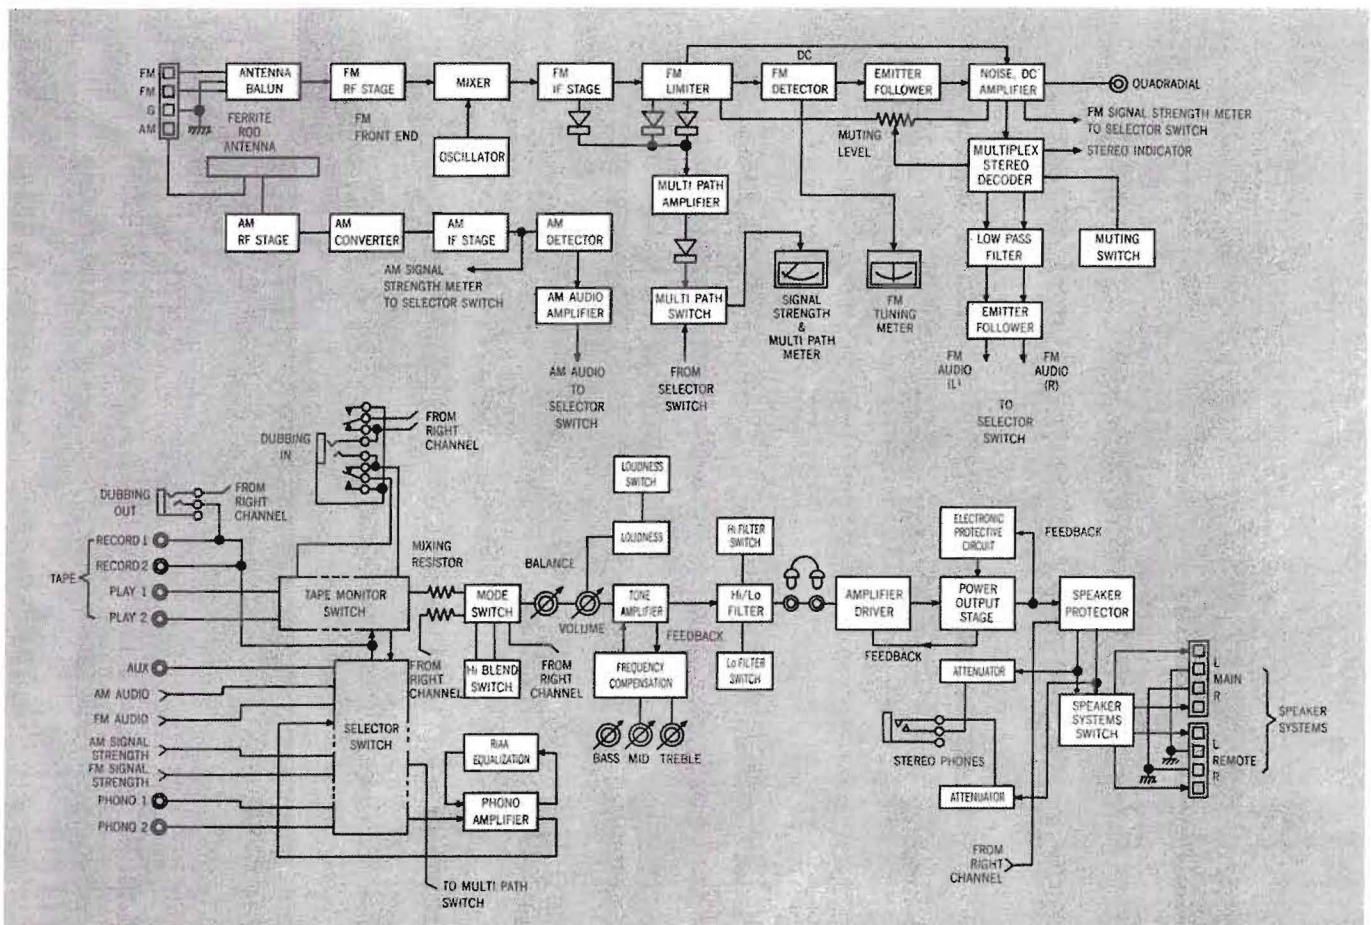 FM
FM
G
AM
ANTENNA
BALUN
FERRITE
ROD
ANTENNA
FM
RF STAGE
FM
FRONT END
MIXER
OSCILLATOR
FM
IF STAGE
FM
LIMITER
DC
FM
DETECTOR
EMITTER
FOLLOWER
NOISE, DC
AMPLIFIER
QUADRADIAL
FM SIGNAL STRENGTH METER
TO SELECTOR SWITCH
MUTING
LEVEL
MULTIPLEX
STEREO
DECODER
STEREO INDICATOR
MULTI PATH
AMPLIFIER
AM
RF STAGE
AM
CONVERTER
AM
IF STAGE
AM
DETECTOR
LOW PASS
FILTER
MUTING
SWITCH
AM SIGNAL
STRENGTH METER
TO SELECTOR SWITCH
AM AUDIO
AMPLIFIER
MULTI PATH
SWITCH
SIGNAL
STRENGTH
&
MULTI PATH
METER
FM
TUNING
METER
EMITTER
FOLLOWER
FM
AUDIO
(L)
FM
AUDIO
(R)
TO
SELECTOR
SWITCH
AM AUDIO
TO
SELECTOR
SWITCH
FROM
SELECTOR
SWITCH
DUBBING
IN
FROM
RIGHT
CHANNEL
DUBBING
OUT
FROM
RIGHT
CHANNEL
TAPE
RECORD 1
RECORD 2
PLAY 1
PLAY 2
TAPE MONITOR
SWITCH
MIXING
RESISTOR
MODE
SWITCH
FROM
RIGHT
CHANNEL
Hi BLEND
SWITCH
FROM
RIGHT
CHANNEL
BALANCE
VOLUME
LOUDNESS
SWITCH
LOUDNESS
TONE
AMPLIFIER
FEEDBACK
FREQUENCY
COMPENSATION
BASS
MID
TREBLE
Hi FILTER
SWITCH
Hi/Lo
FILTER
Lo FILTER
SWITCH
AMPLIFIER
DRIVER
FEEDBACK
ELECTRONIC
PROTECTIVE
CIRCUIT
FEEDBACK
POWER
OUTPUT
STAGE
SPEAKER
PROTECTOR
ATTENUATOR
STEREO PHONES
ATTENUATOR
SPEAKER
SYSTEMS
SWITCH
L
MAIN
R
L
REMOTE
R
SPEAKER
SYSTEMS
FROM
RIGHT
CHANNEL
AUX
AM AUDIO
FM AUDIO
AM SIGNAL
STRENGTH
FM SIGNAL
STRENGTH
PHONO 1
PHONO 2
SELECTOR
SWITCH
RIAA
EQUALIZATION
PHONO
AMPLIFIER
TO MULTI PATH
SWITCH